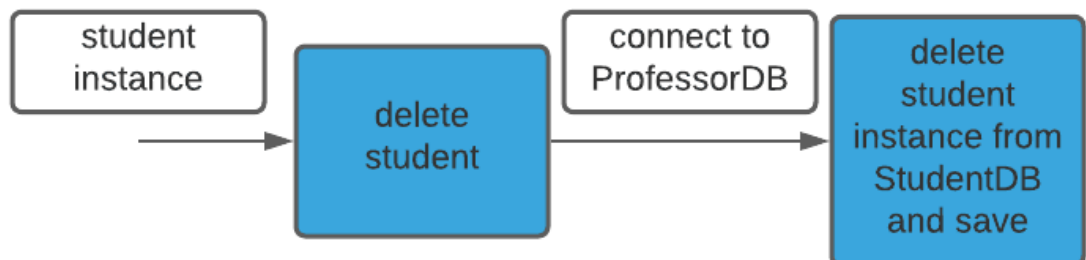 student
instance
delete
student
connect to
ProfessorDB
delete
student
instance from
StudentDB
and save